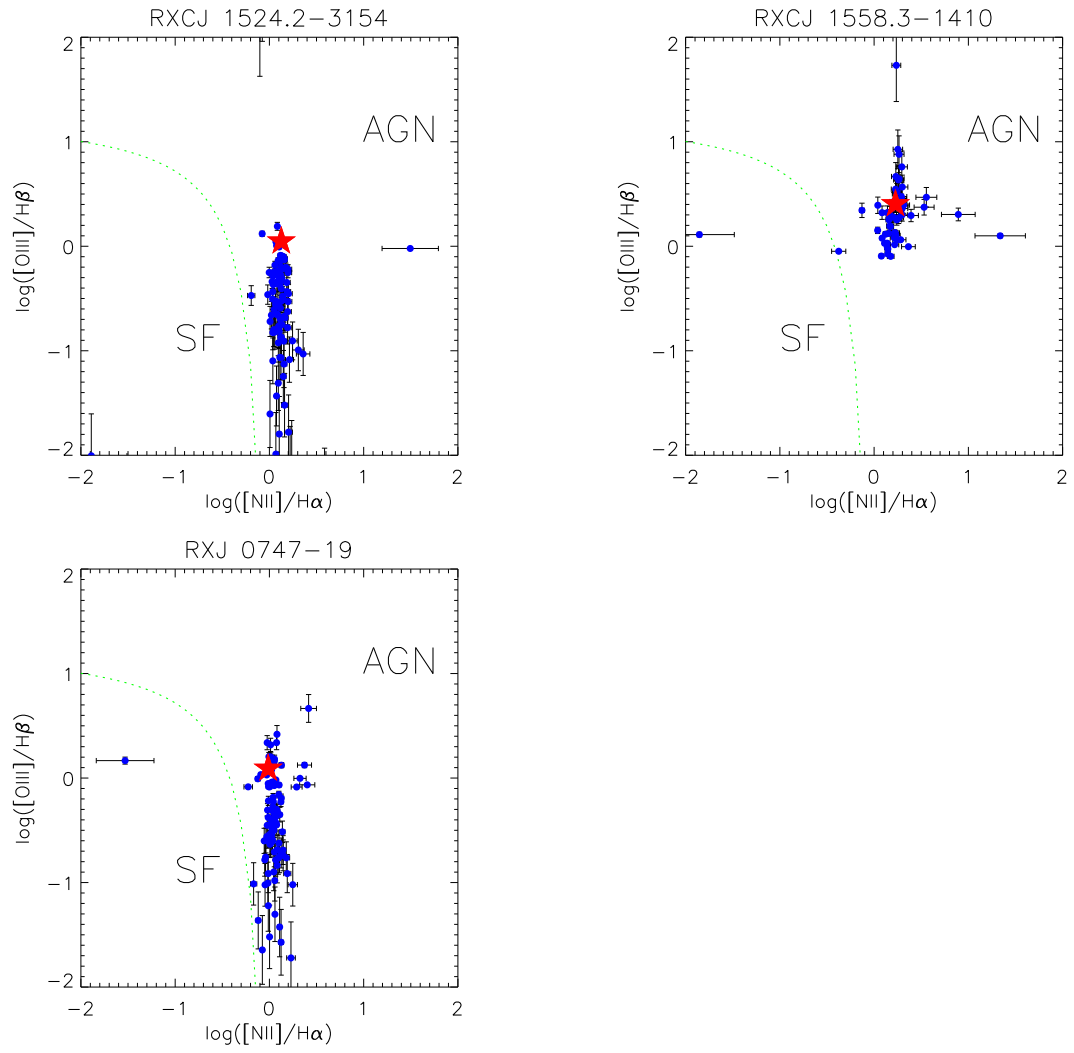 RXCJ 1524.2−3154
2
1
0
−1
−2
log([OIII]/Hβ)
AGN
SF
−2 −1 0 1 2
log([NII]/Hα)
RXCJ 1558.3−1410
2
1
0
−1
−2
log([OIII]/Hβ)
AGN
SF
−2 −1 0 1 2
log([NII]/Hα)
RXJ 0747−19
2
1
0
−1
−2
log([OIII]/Hβ)
AGN
SF
−2 −1 0 1 2
log([NII]/Hα)